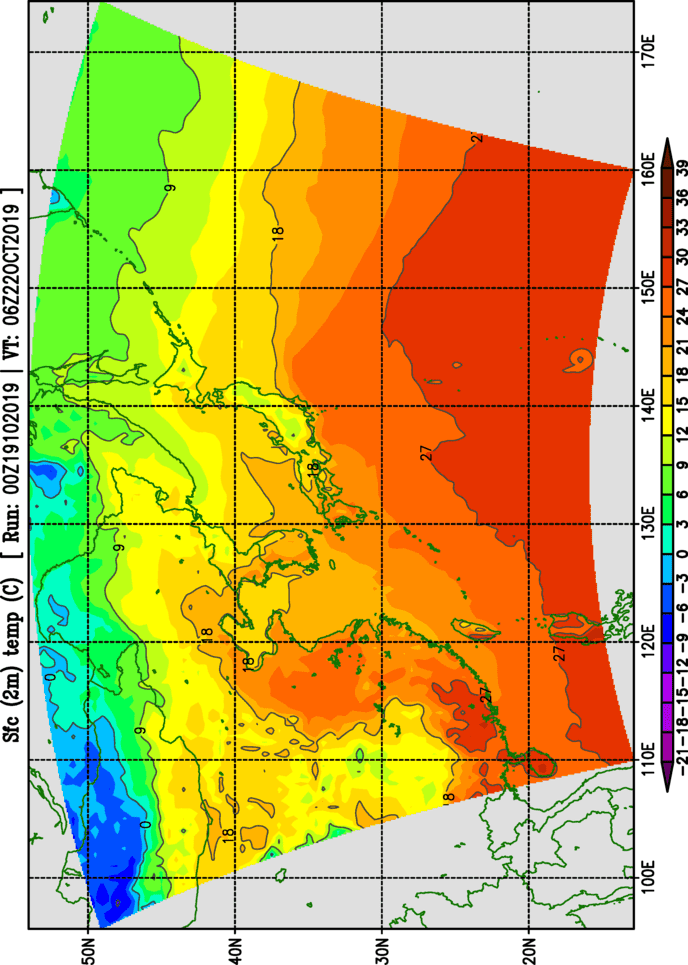 Sfc (2m) temp (C) [ Run: 00Z19102019 | VT: 06Z22OCT2019 ]
0
50N
9
9
0
9
18
18
40N
18
18
18
30N
27
18
2
27
20N
27
100E 110E 120E 130E 140E 150E 160E 170E
-21-18-15-12-9 -6 -3 0 3 6 9 12 15 18 21 24 27 30 33 36 39